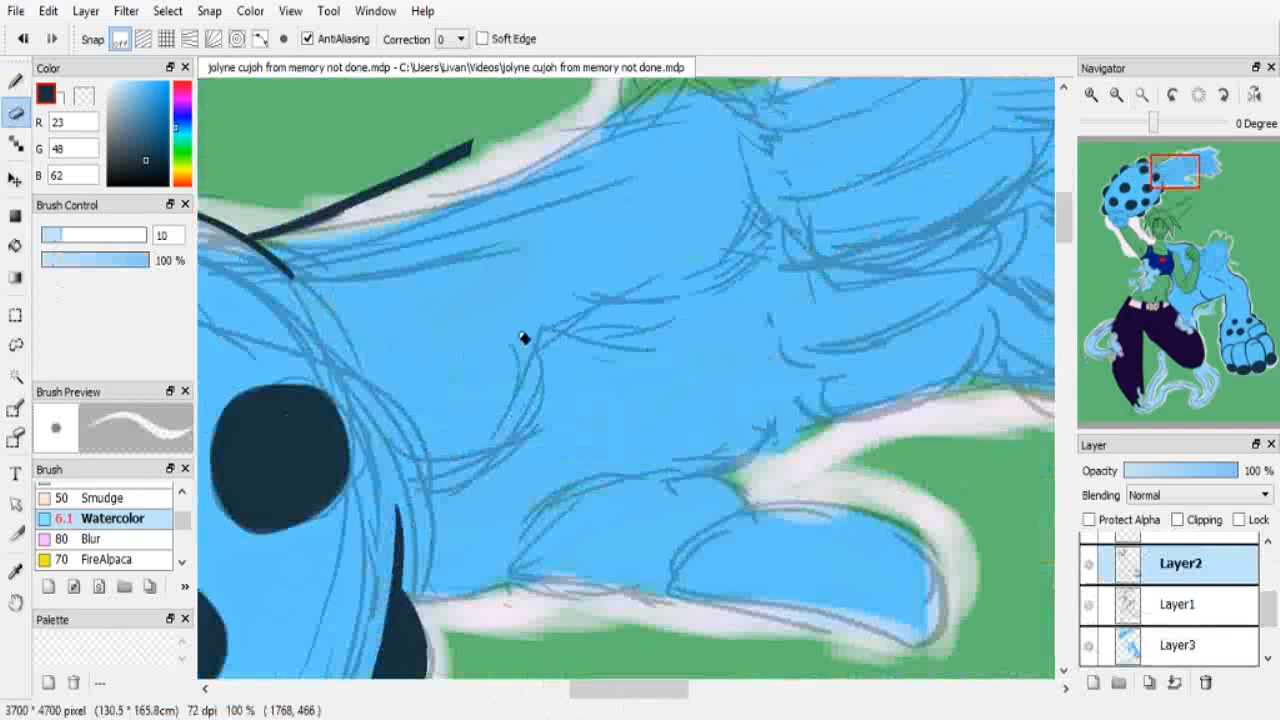 File Edit Layer Filter Select Snap Color View Tool Window Help
Snap off AntiAliasing Correction 0 Soft Edge
Color
jolyne cujoh from memory not done.mdp - C:\Users\Livan\Videos\jolyne cujoh from memory not done.mdp
Navigator
R 23
G 48
B 62
0 Degree
Brush Control
10
100 %
Brush Preview
Brush
50 Smudge
6.1 Watercolor
80 Blur
70 FireAlpaca
Palette
Layer
Opacity 100 %
Blending Normal
Protect Alpha Clipping Lock
Layer2
Layer1
Layer3
3700 * 4700 pixel (130.5 * 165.8cm) 72 dpi 100 % ( 1768, 466 )